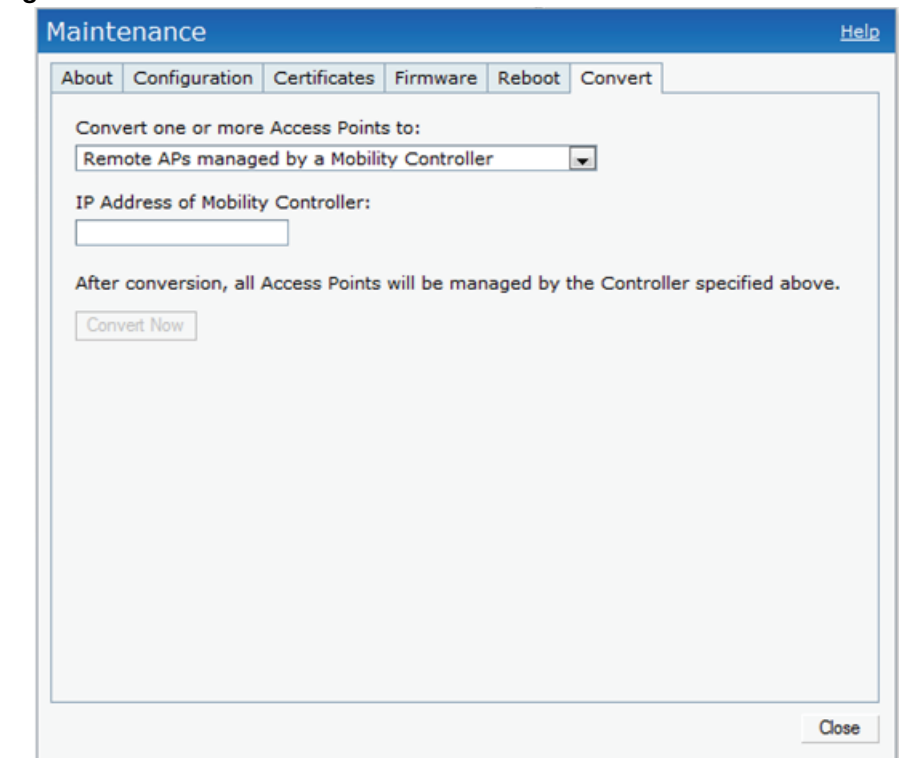 g
Maintenance Help
About Configuration Certificates Firmware Reboot Convert
Convert one or more Access Points to:
Remote APs managed by a Mobility Controller
IP Address of Mobility Controller:
After conversion, all Access Points will be managed by the Controller specified above.
Convert Now
Close